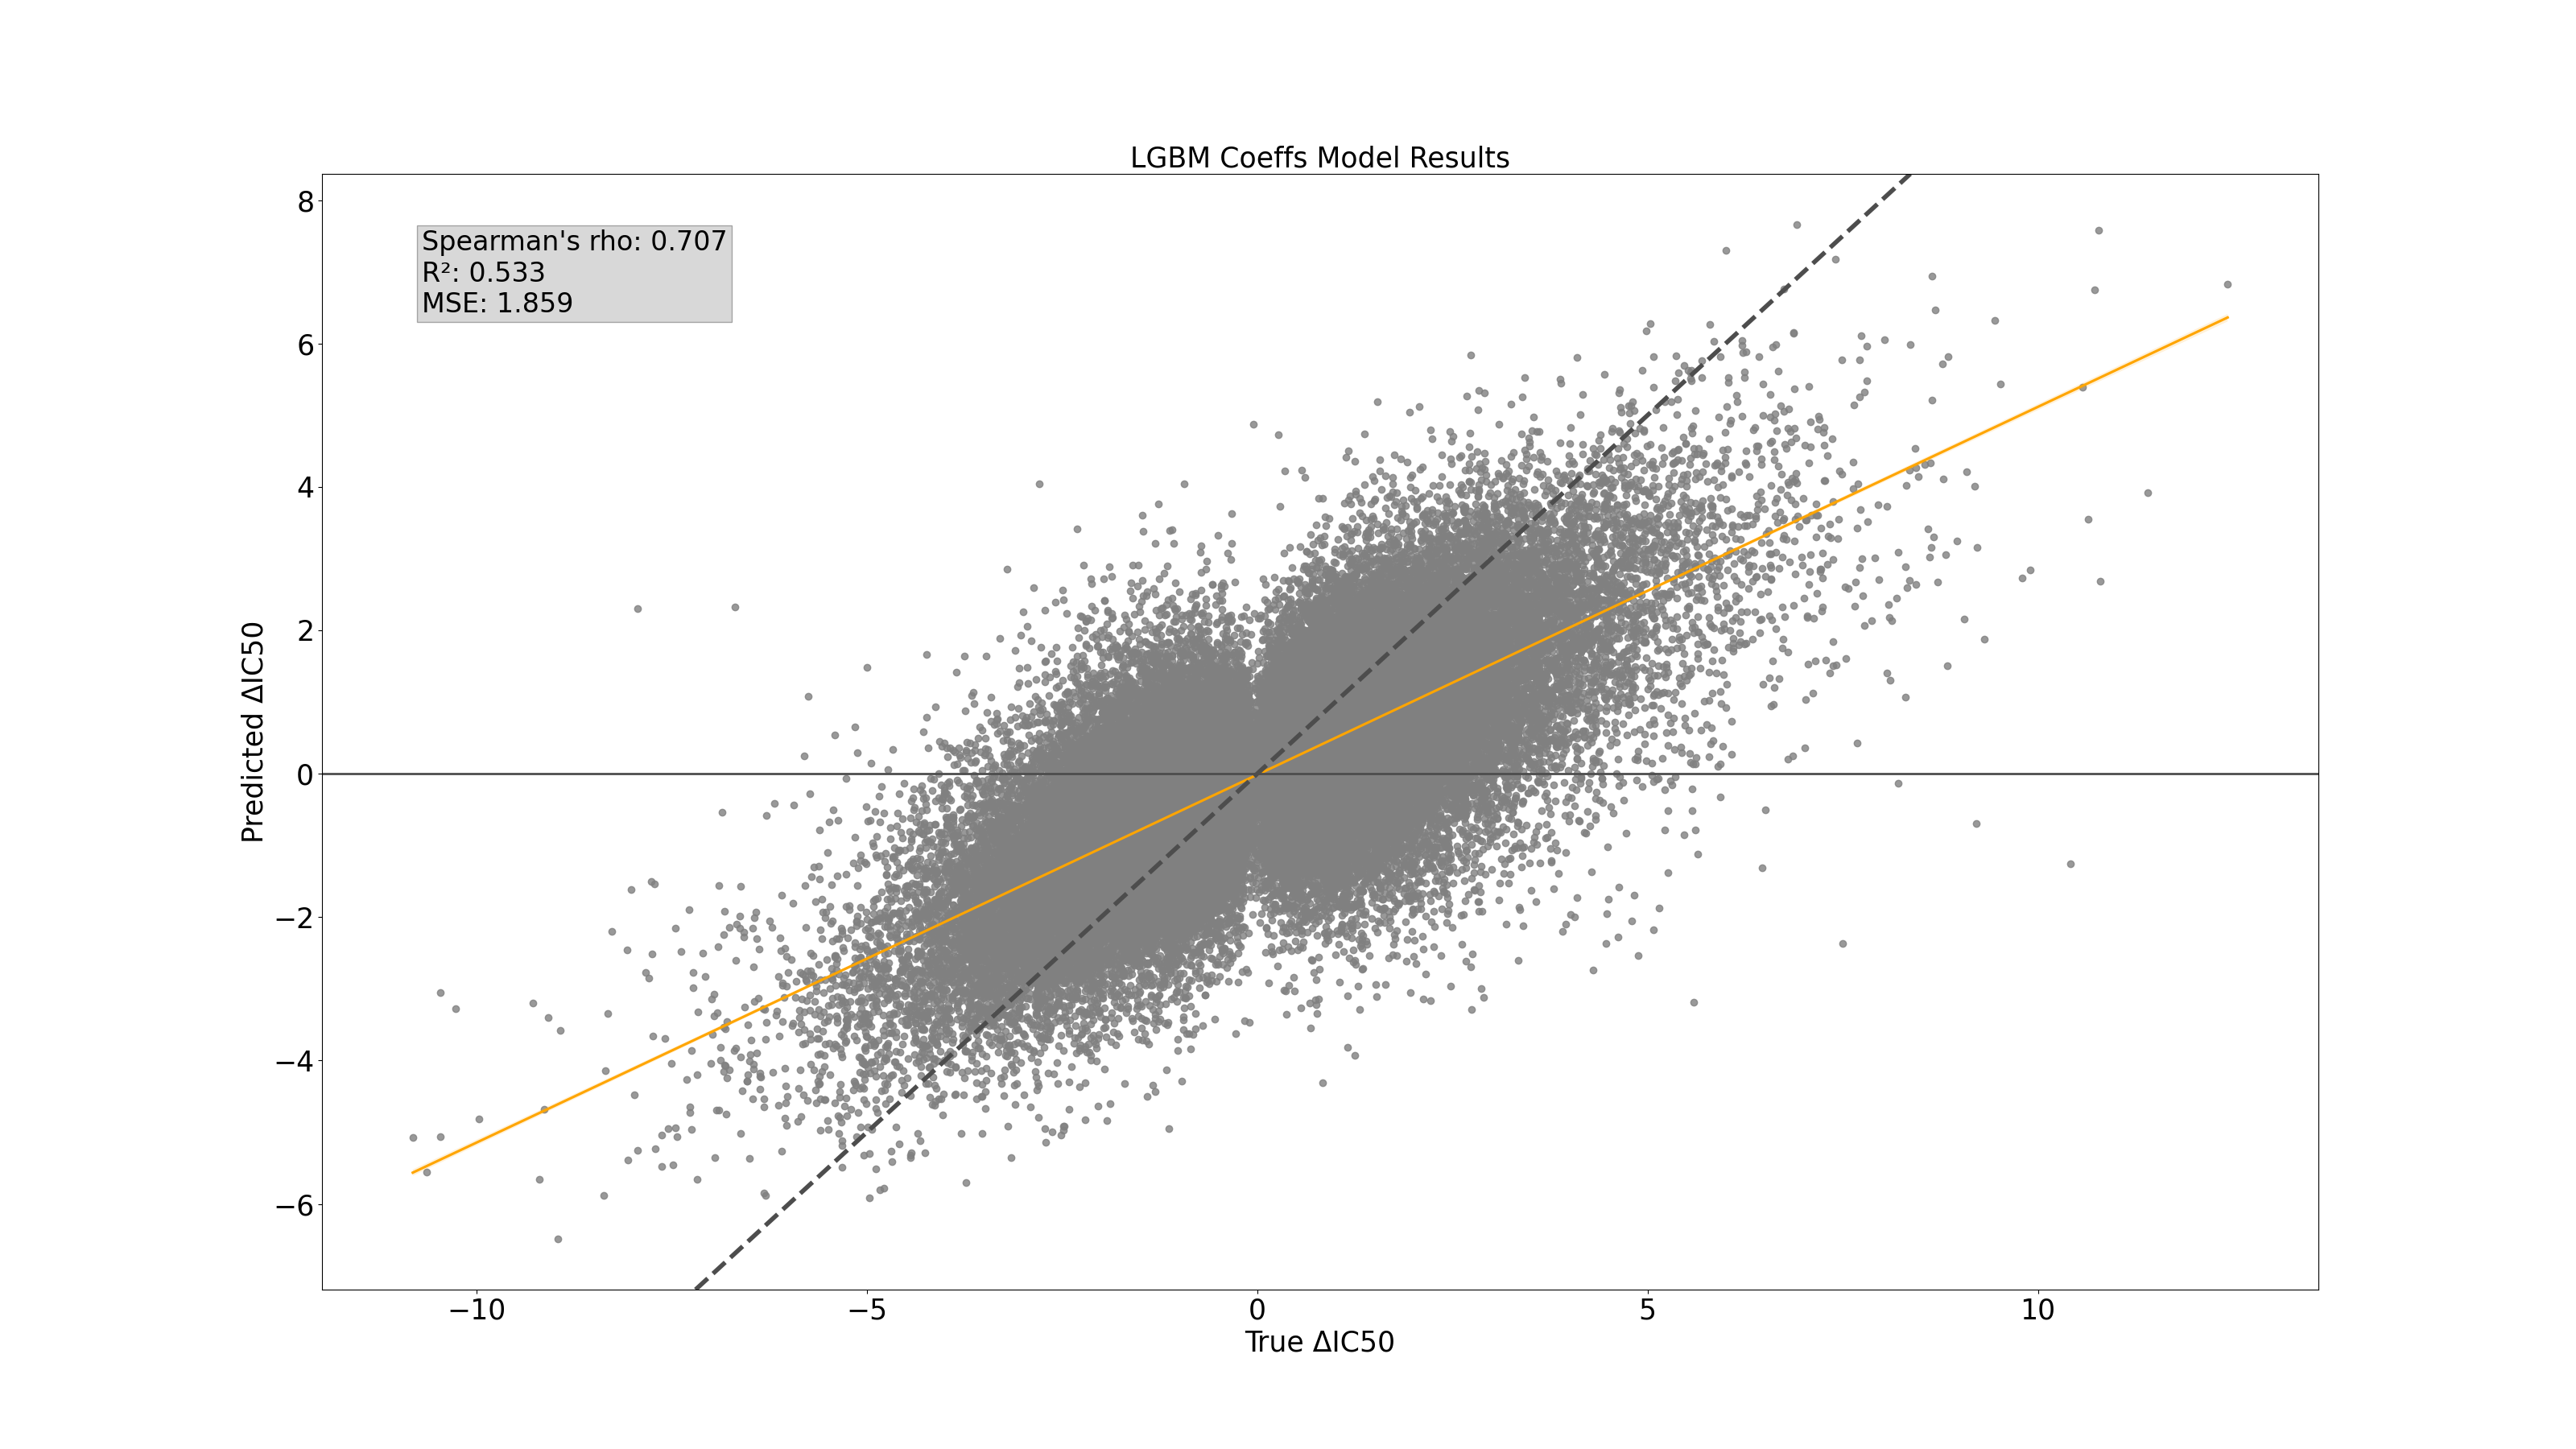 LGBM Coeffs Model Results
Spearman's rho: 0.707
R²: 0.533
MSE: 1.859
8
6
4
2
0
−2
−4
−6
Predicted ΔIC50
−10
−5
0
5
10
True ΔIC50